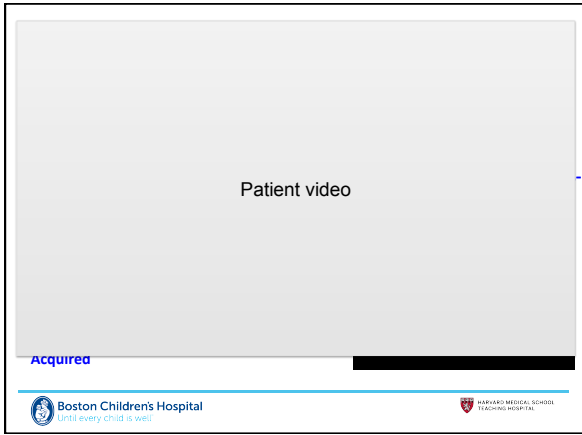 Patient video
Acquired
Boston Children's Hospital
Until every child is well
HARVARD MEDICAL SCHOOL
TEACHING HOSPITAL